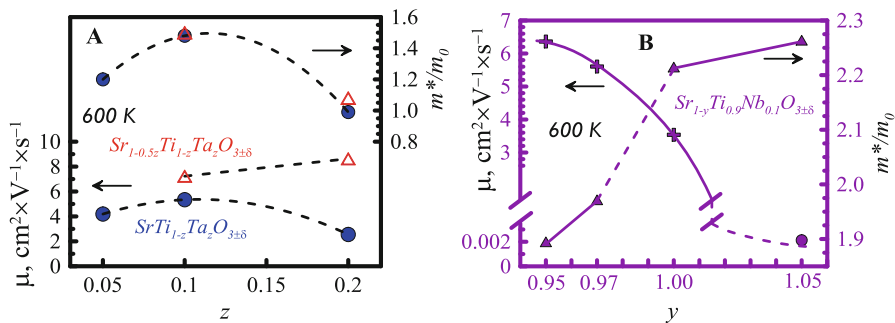 A
600 K
Sr1-0.5zTi1-zTazO3±δ
SrTi1-zTazO3±δ
μ, cm2×V−1×s−1
10
8
6
4
2
0
1.6
1.4
1.2
1.0
0.8
m*/m0
0.05
0.1
0.15
0.2
z
B
600 K
Sr1-yTi0.9Nb0.1O3±δ
μ, cm2×V−1×s−1
7
6
5
4
3
0.002
0
2.3
2.2
2.1
2.0
1.9
m*/m0
0.95
0.97
1.00
1.05
y